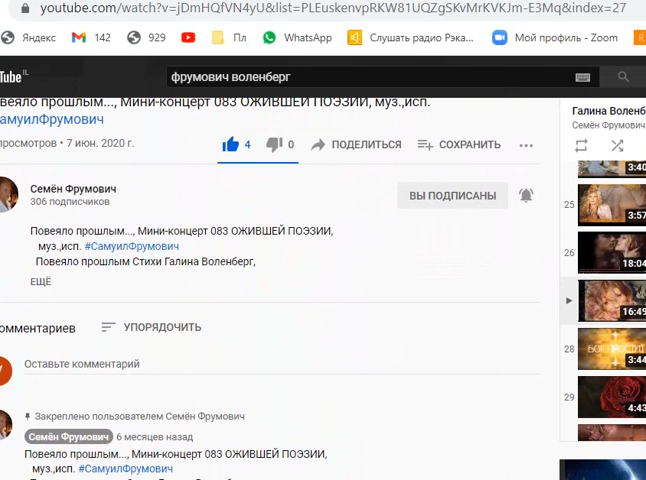 youtube.com/watch?v=jDmHQfVN4yU&list=PLEuskenvpRKW81UQZgSKvMrKVKJm-E3Mq&index=27
Яндекс 142 929 Пл WhatsApp Слушать радио Рэка... Мой профиль - Zoom
Tube IL
фрумович воленберг
овеяло прошлым..., Мини-концерт 083 ОЖИВШЕЙ ПОЭЗИИ, муз.,исп.
амуилФрумович
просмотров • 7 июн. 2020 г.
4 0 ПОДЕЛИТЬСЯ СОХРАНИТЬ ...
Семён Фрумович
306 подписчиков
ВЫ ПОДПИСАНЫ
Повеяло прошлым..., Мини-концерт 083 ОЖИВШЕЙ ПОЭЗИИ,
муз.,исп. #СамуилФрумович
Повеяло прошлым Стихи Галина Воленберг,
ЕЩЁ
омментариев УПОРЯДОЧИТЬ
Оставьте комментарий
Закреплено пользователем Семён Фрумович
Семён Фрумович 6 месяцев назад
Повеяло прошлым..., Мини-концерт 083 ОЖИВШЕЙ ПОЭЗИИ,
муз.,исп. #СамуилФрумович
Галина Воленб
Семён Фрумович
3:40
25 3:57
26 18:04
16:49
28 3:44
29 4:43